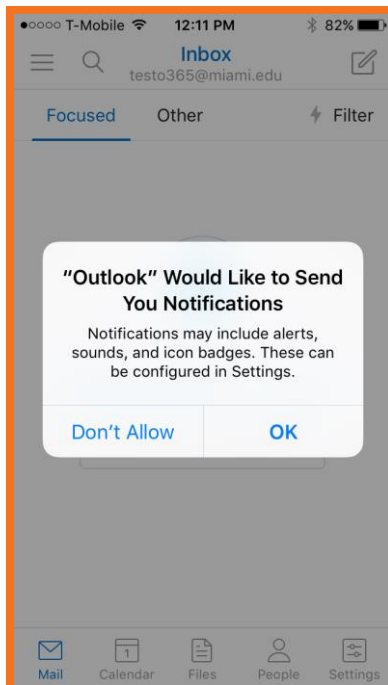 T-Mobile 12:11 PM 82%
Inbox
testo365@miami.edu
Focused Other Filter
"Outlook" Would Like to Send
You Notifications
Notifications may include alerts,
sounds, and icon badges. These can
be configured in Settings.
Don't Allow OK
1
Mail Calendar Files People Settings